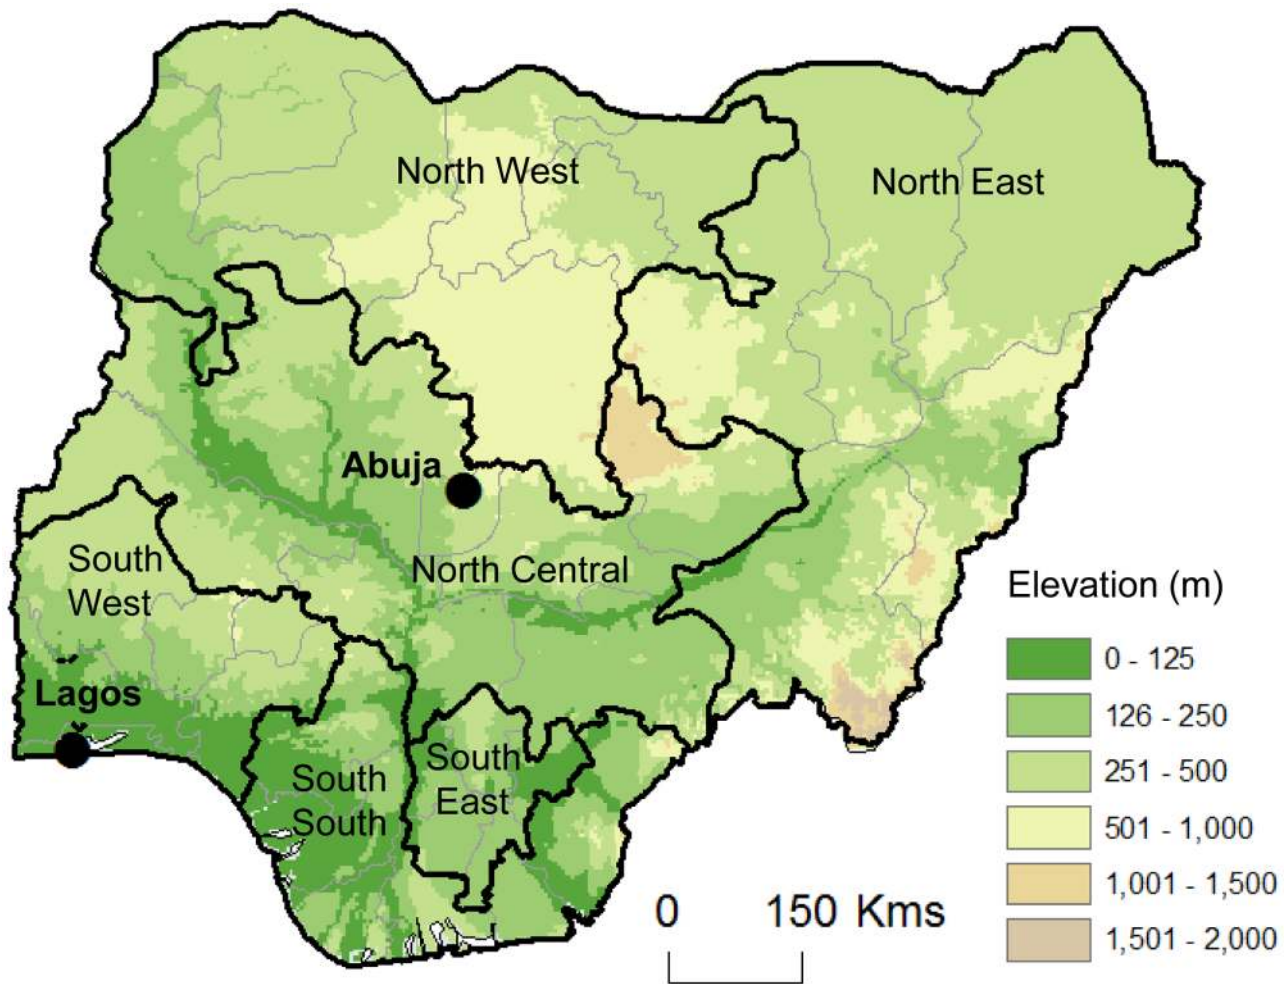 North West
North East
Abuja
North Central
South
West
Lagos
South
South
South
East
Elevation (m)
0 - 125
126 - 250
251 - 500
501 - 1,000
1,001 - 1,500
1,501 - 2,000
0 150 Kms